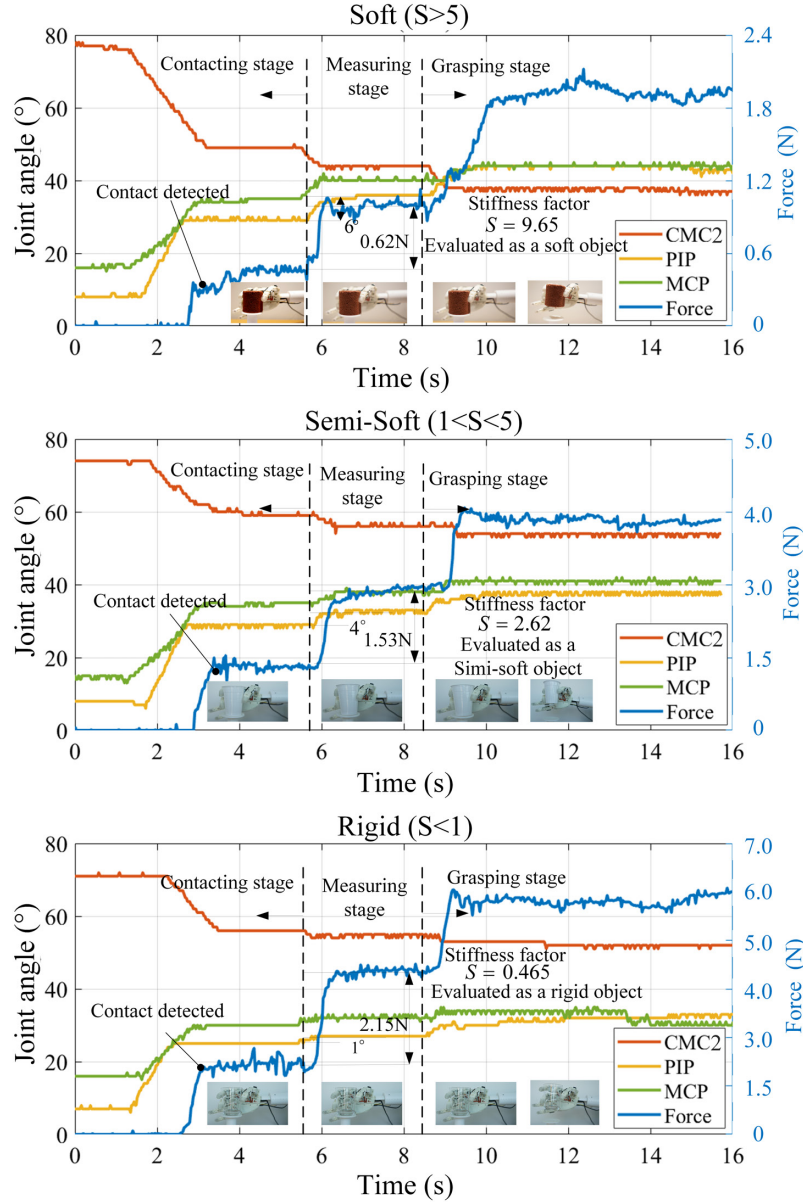 Soft (S>5)
80
60
40
20
0
Joint angle (°)
2.4
1.8
1.2
0.6
0
Force (N)
Contacting stage
Measuring
stage
Grasping stage
Contact detected
6°
0.62N
Stiffness factor
S = 9.65
Evaluated as a soft object
CMC2
PIP
MCP
Force
0 2 4 6 8 10 12 14 16
Time (s)
Semi-Soft (1<S<5)
80
60
40
20
0
Joint angle (°)
5.0
4.0
3.0
1.5
0
Force (N)
Contacting stage
Measuring
stage
Grasping stage
Contact detected
4°
1.53N
Stiffness factor
S = 2.62
Evaluated as a
Simi-soft object
CMC2
PIP
MCP
Force
0 2 4 6 8 10 12 14 16
Time (s)
Rigid (S<1)
80
60
40
20
0
Joint angle (°)
7.0
6.0
5.0
4.0
3.0
1.5
0
Force (N)
Contacting stage
Measuring
stage
Grasping stage
Contact detected
2.15N
1°
Stiffness factor
S = 0.465
Evaluated as a rigid object
CMC2
PIP
MCP
Force
0 2 4 6 8 10 12 14 16
Time (s)